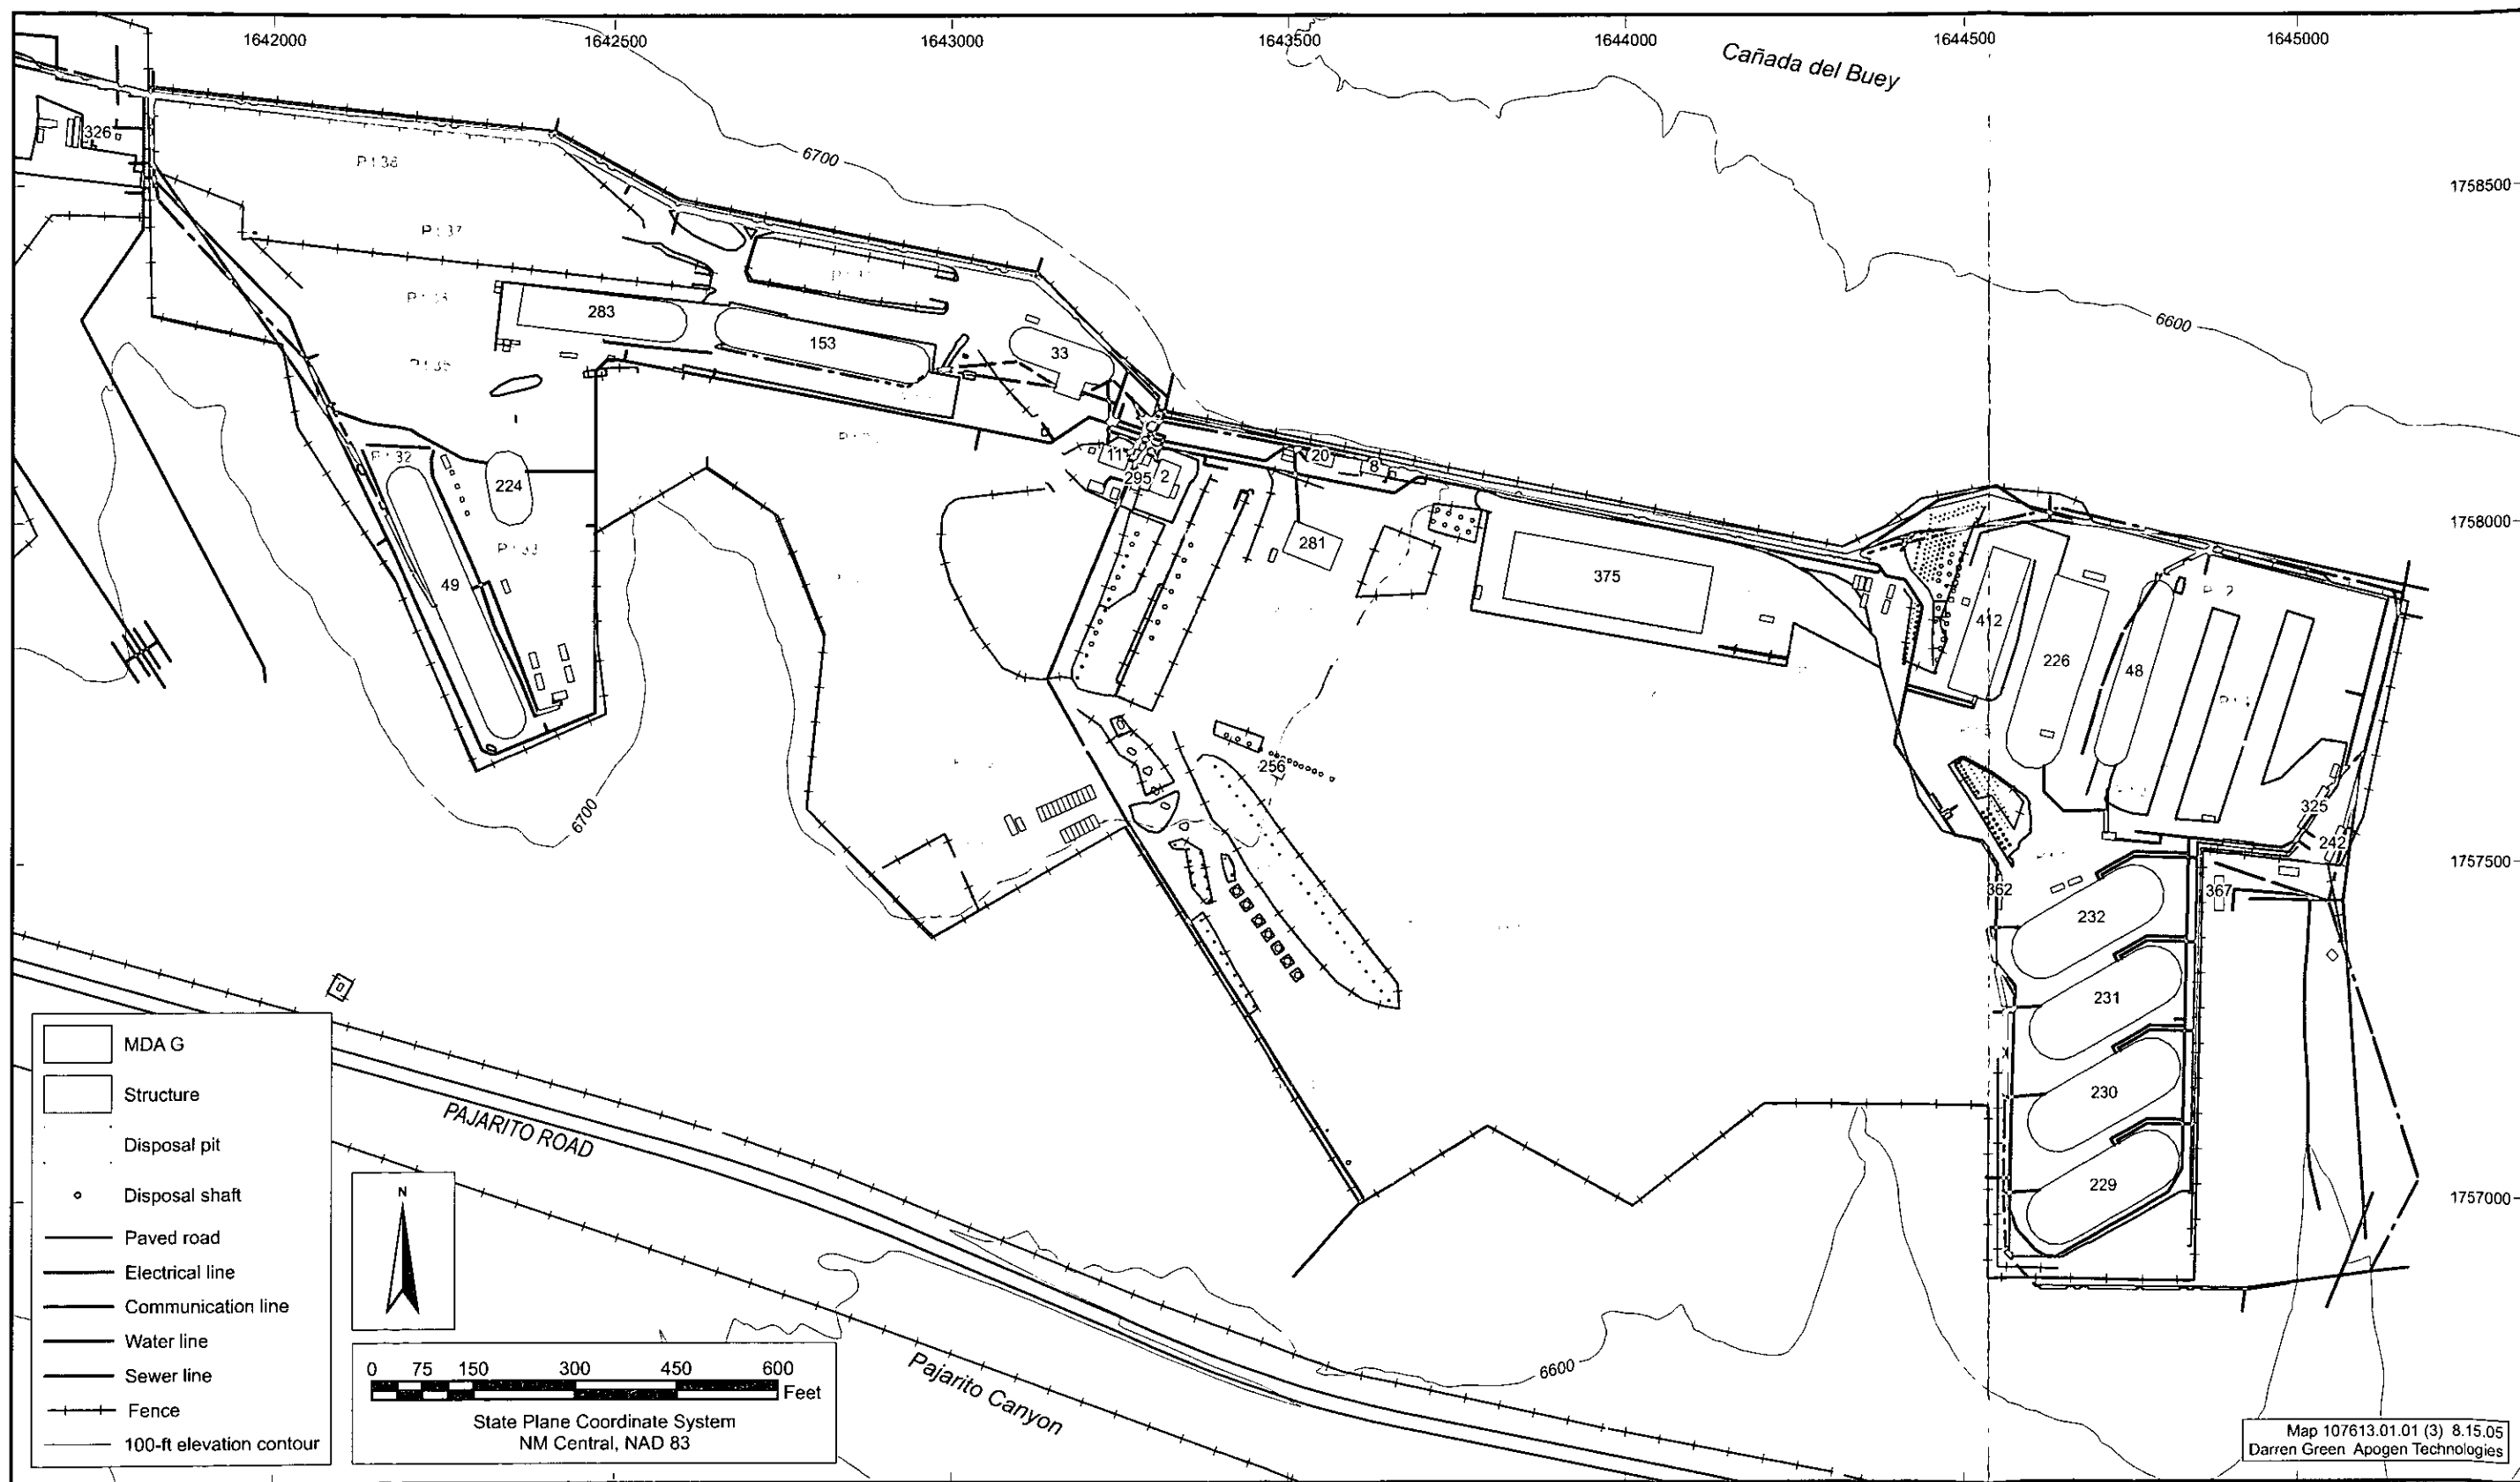 1642000
1642500
1643000
1643500
1644000
1644500
1645000
Cañada del Buey
326
6700
1758500
283
153
33
6600
11
20
8
295
2
224
1758000
281
49
375
412
226
48
256
6700
325
242
1757500
362
367
232
231
230
229
1757000
MDA G
Structure
Disposal pit
Disposal shaft
Paved road
Electrical line
Communication line
Water line
Sewer line
Fence
100-ft elevation contour
PAJARITO ROAD
N
0 75 150 300 450 600
Feet
State Plane Coordinate System
NM Central, NAD 83
Pajarito Canyon
6600
Map 107613.01.01 (3) 8.15.05
Darren Green Apogen Technologies